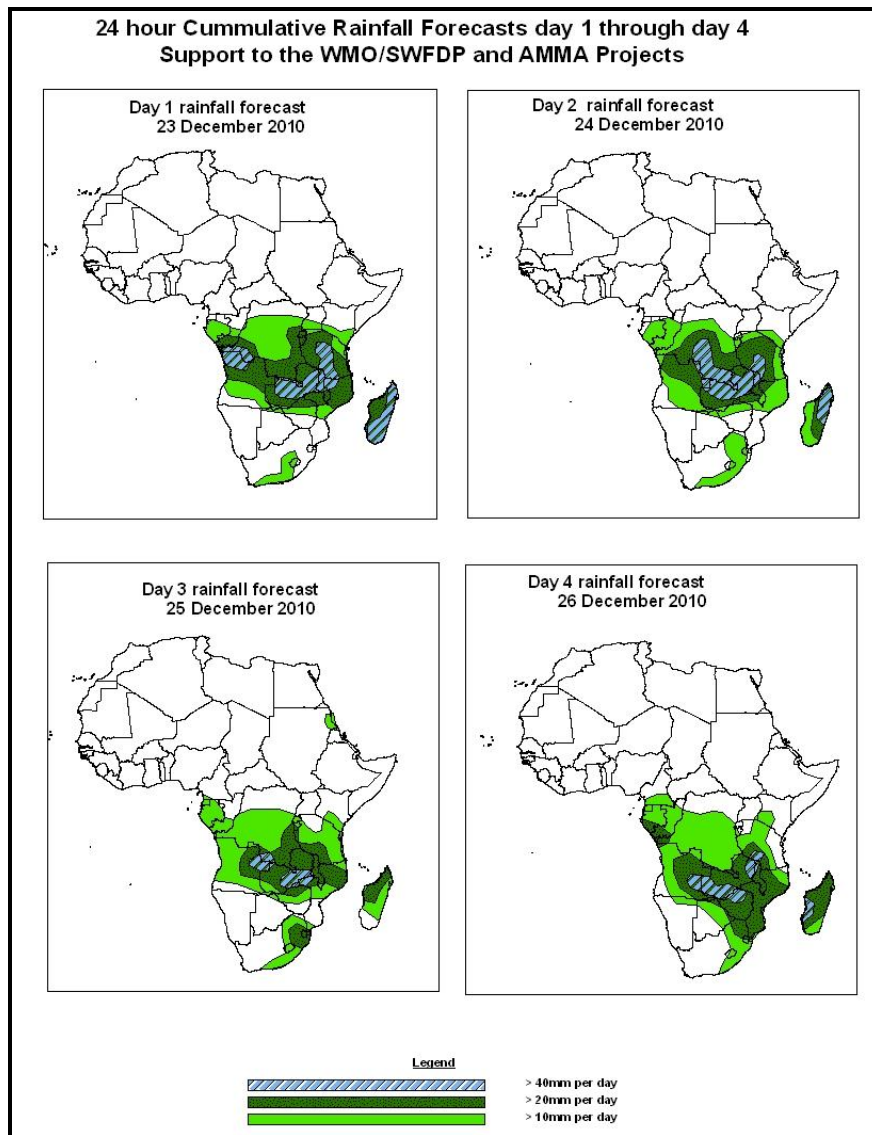 24 hour Cummulative Rainfall Forecasts day 1 through day 4
Support to the WMO/SWFDP and AMMA Projects
Day 1 rainfall forecast
23 December 2010
Day 2 rainfall forecast
24 December 2010
Day 3 rainfall forecast
25 December 2010
Day 4 rainfall forecast
26 December 2010
Legend
> 40mm per day
> 20mm per day
> 10mm per day